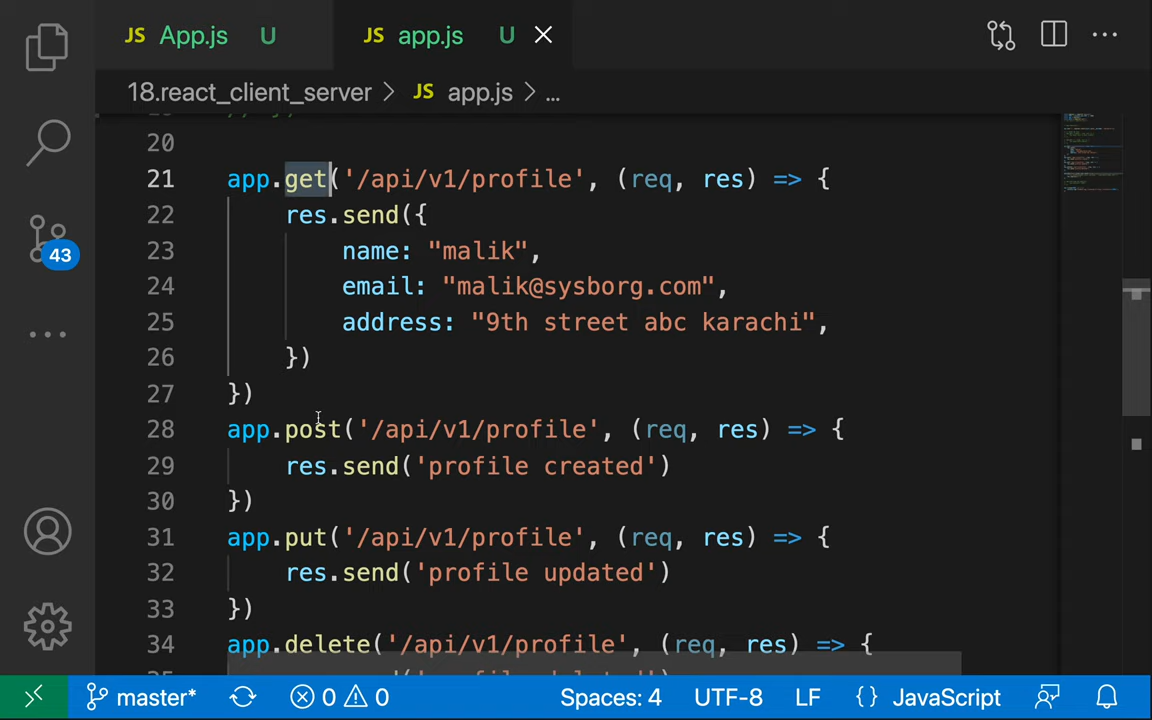 JS App.js U JS app.js U
18.react_client_server > JS app.js > ...
20
21 app.get('/api/v1/profile', (req, res) => {
22 res.send({
23 name: "malik",
24 email: "malik@sysborg.com",
25 address: "9th street abc karachi",
26 })
27 })
28 app.post('/api/v1/profile', (req, res) => {
29 res.send('profile created')
30 })
31 app.put('/api/v1/profile', (req, res) => {
32 res.send('profile updated')
33 })
34 app.delete('/api/v1/profile', (req, res) => {
43
master* 0 0 Spaces: 4 UTF-8 LF {} JavaScript